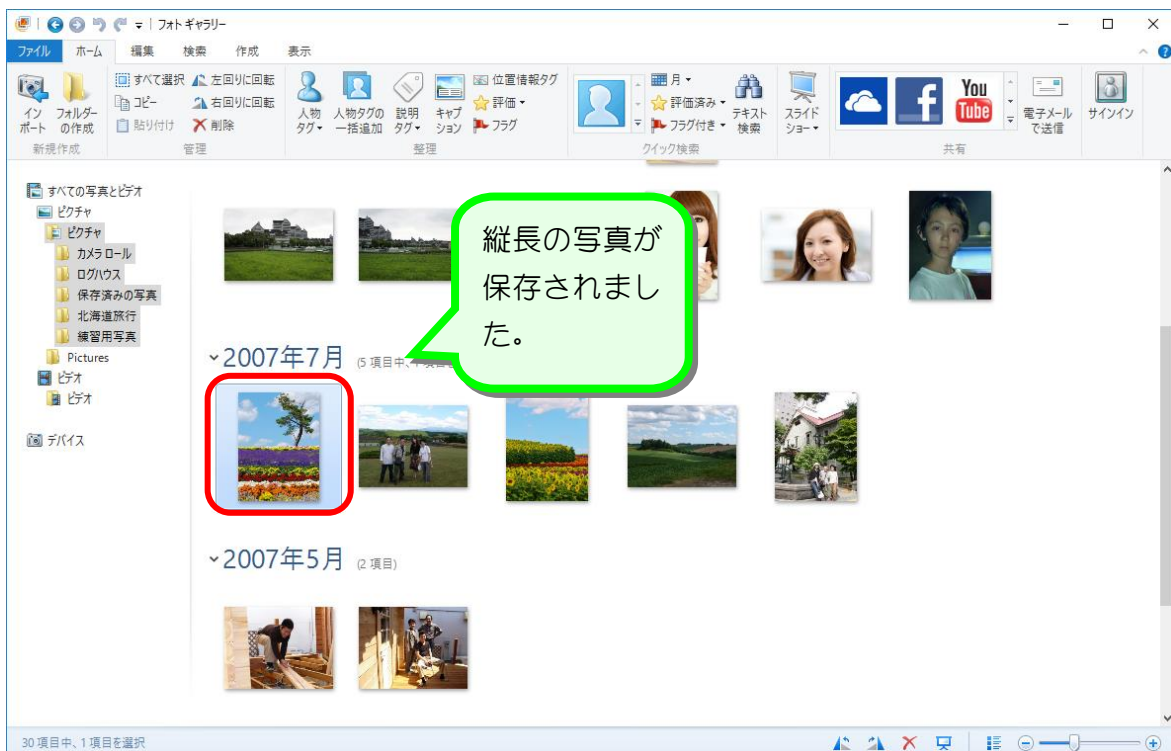 フォト ギャラリー
ファイル ホーム 編集 検索 作成 表示
イン
ポート
フォルダー
の作成
新規作成
すべて選択
コピー
貼り付け
左回りに回転
右回りに回転
削除
管理
人物
タグ
人物タグの
一括追加
説明
タグ
キャプ
ション
位置情報タグ
評価
フラグ
整理
月
評価済み
フラグ付き
テキスト
検索
クイック検索
スライド
ショー
You
Tube
電子メール
で送信
共有
サインイン
すべての写真とビデオ
ピクチャ
ピクチャ
カメラ ロール
ログハウス
保存済みの写真
北海道旅行
練習用写真
Pictures
ビデオ
ビデオ
デバイス
縦長の写真が
保存されまし
た。
2007年7月 (5 項目中、
2007年5月 (2 項目)
30 項目中、1 項目を選択